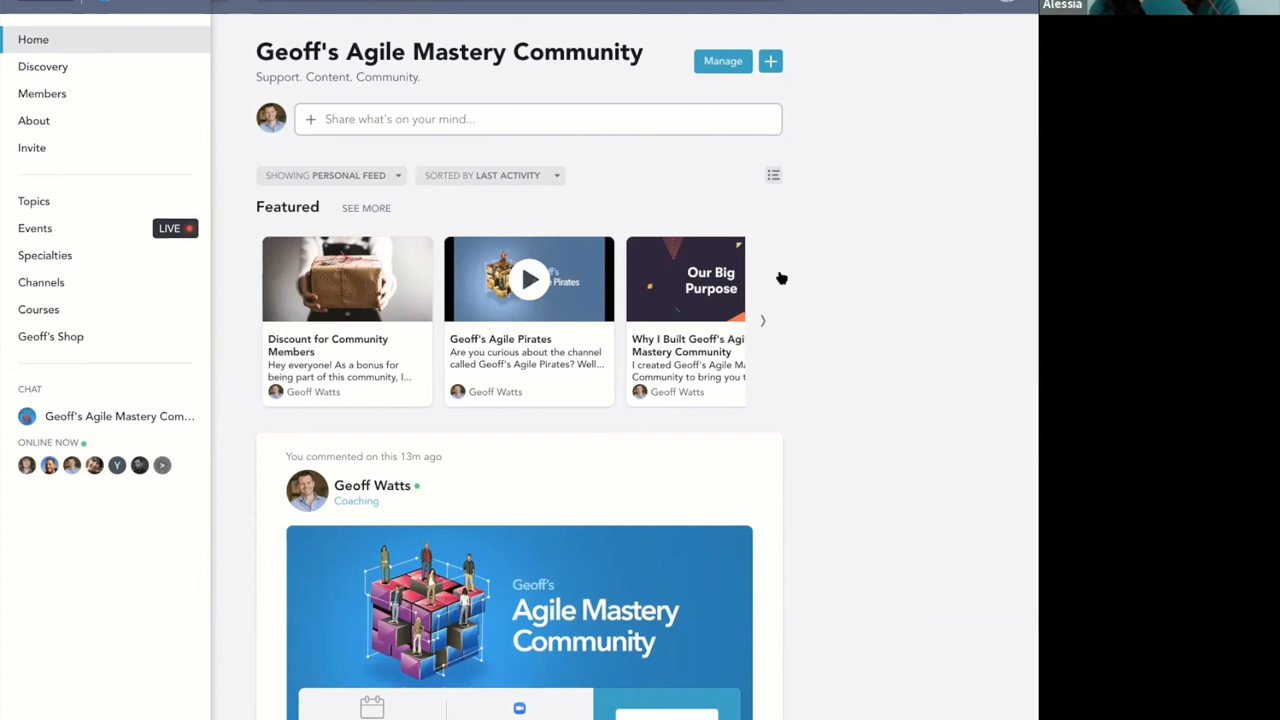 Alessia
Home
Discovery
Members
About
Invite
Topics
Events
LIVE
Specialties
Channels
Courses
Geoff's Shop
CHAT
Geoff's Agile Mastery Com...
ONLINE NOW
Y
>
Geoff's Agile Mastery Community
Support. Content. Community.
Manage
+
+ Share what's on your mind...
SHOWING PERSONAL FEED
SORTED BY LAST ACTIVITY
Featured
SEE MORE
Discount for Community
Members
Hey everyone! As a bonus for
being part of this community, I...
Geoff Watts
Pirates
Geoff's Agile Pirates
Are you curious about the channel
called Geoff's Agile Pirates? Well...
Geoff Watts
Our Big
Purpose
Why I Built Geoff's Agi
Mastery Community
I created Geoff's Agile Ma
Community to bring you t
Geoff Watts
You commented on this 13m ago
Geoff Watts
Coaching
Geoff's
Agile Mastery
Community